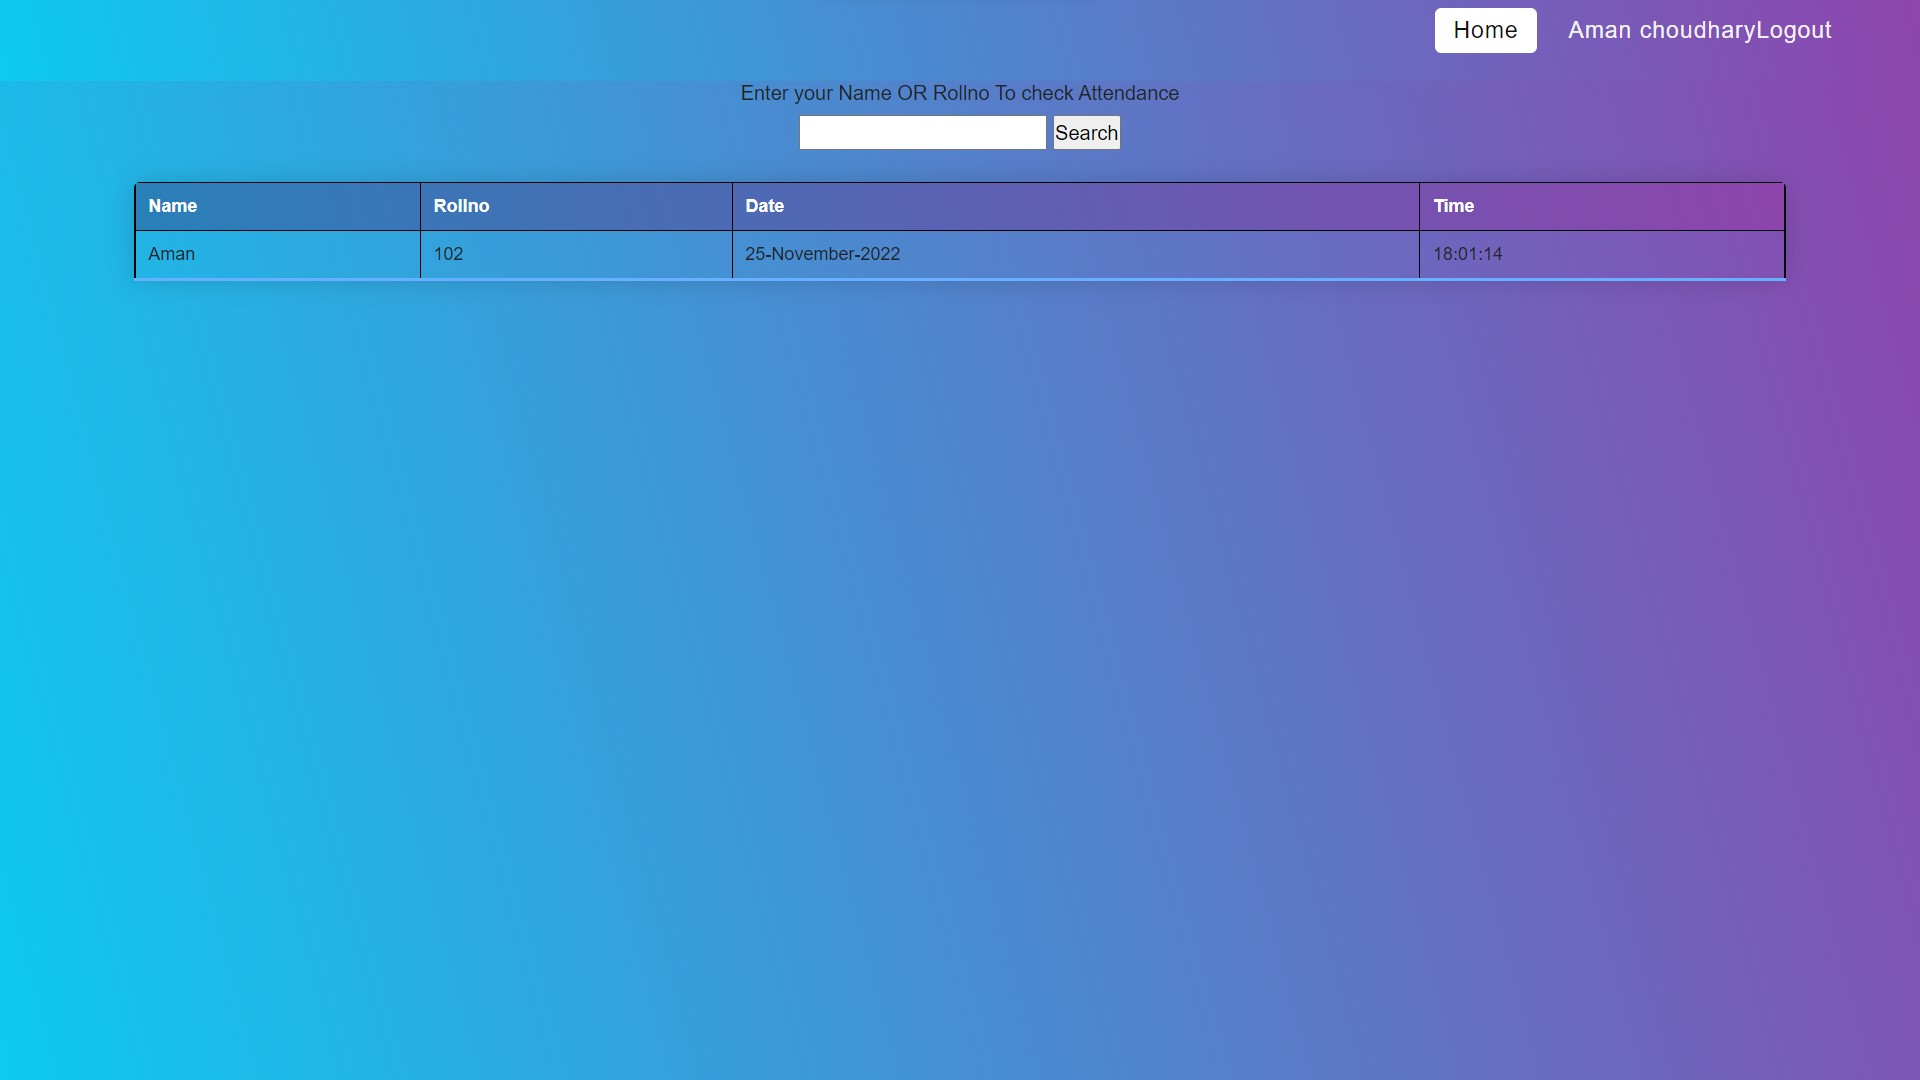 Home Aman choudharyLogout
Enter your Name OR Rollno To check Attendance
Search
Name Rollno Date Time
Aman 102 25-November-2022 18:01:14